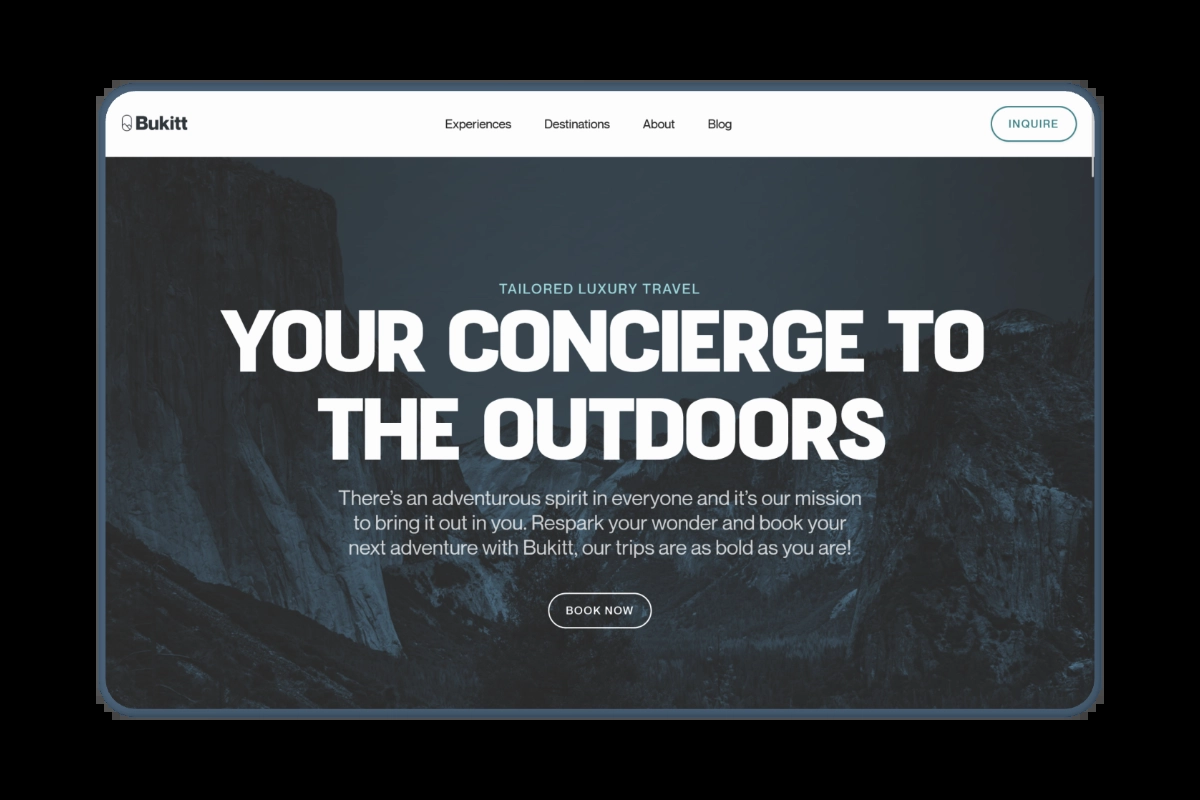 Bukitt
Experiences
Destinations
About
Blog
INQUIRE
TAILORED LUXURY TRAVEL
YOUR CONCIERGE TO
THE OUTDOORS
There’s an adventurous spirit in everyone and it’s our mission
to bring it out in you. Respark your wonder and book your
next adventure with Bukitt, our trips are as bold as you are!
BOOK NOW